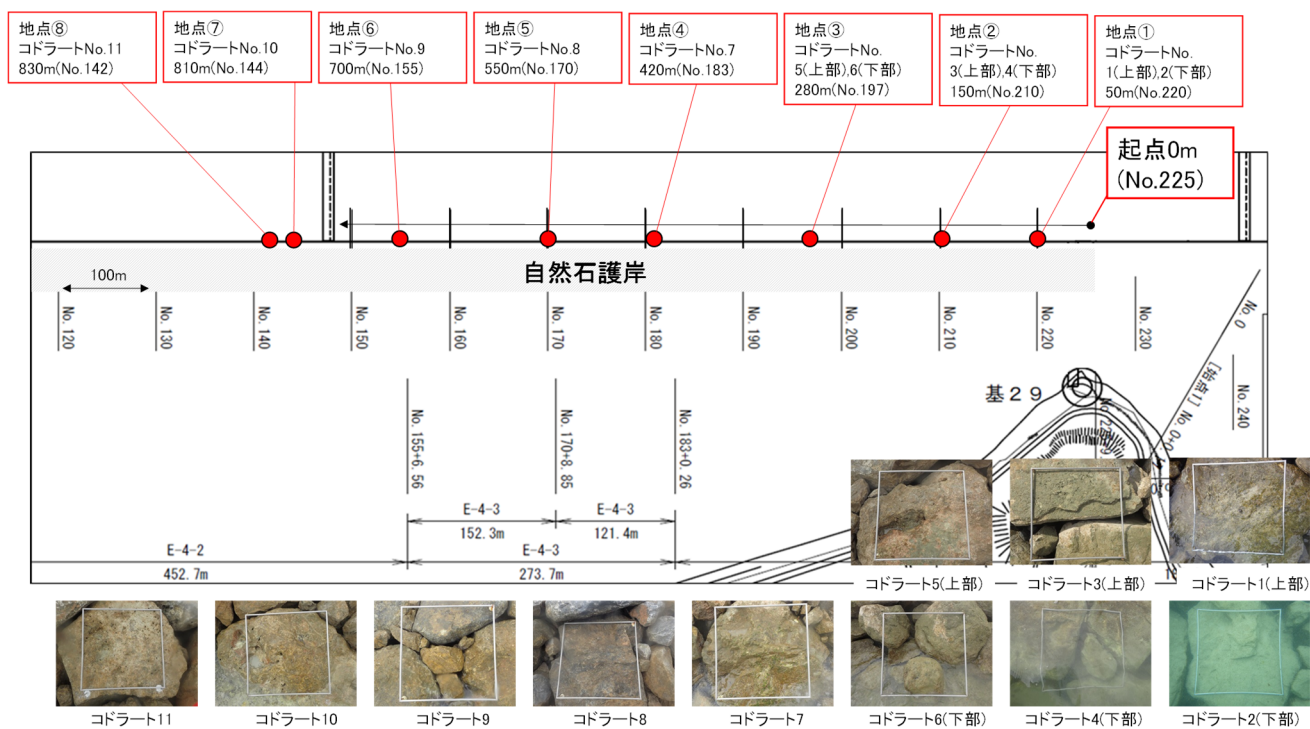 地点⑧
コドラートNo.11
830m(No.142)
地点⑦
コドラートNo.10
810m(No.144)
地点⑥
コドラートNo.9
700m(No.155)
地点⑤
コドラートNo.8
550m(No.170)
地点④
コドラートNo.7
420m(No.183)
地点③
コドラートNo.
5(上部),6(下部)
280m(No.197)
地点②
コドラートNo.
3(上部),4(下部)
150m(No.210)
地点①
コドラートNo.
1(上部),2(下部)
50m(No.220)
起点0m
(No.225)
自然石護岸
100m
No. 120
No. 130
No. 140
No. 150
No. 160
No. 170
No. 180
No. 190
No. 200
No. 210
No. 220
No. 230
No. 240
No. 0
[始点1] No. 0+0.
基29
No. 155+6.56
No. 170+8.85
No. 183+0.26
E-4-3
152.3m
E-4-3
121.4m
E-4-2
452.7m
E-4-3
273.7m
コドラート5(上部)
コドラート3(上部)
コドラート1(上部)
コドラート11
コドラート10
コドラート9
コドラート8
コドラート7
コドラート6(下部)
コドラート4(下部)
コドラート2(下部)